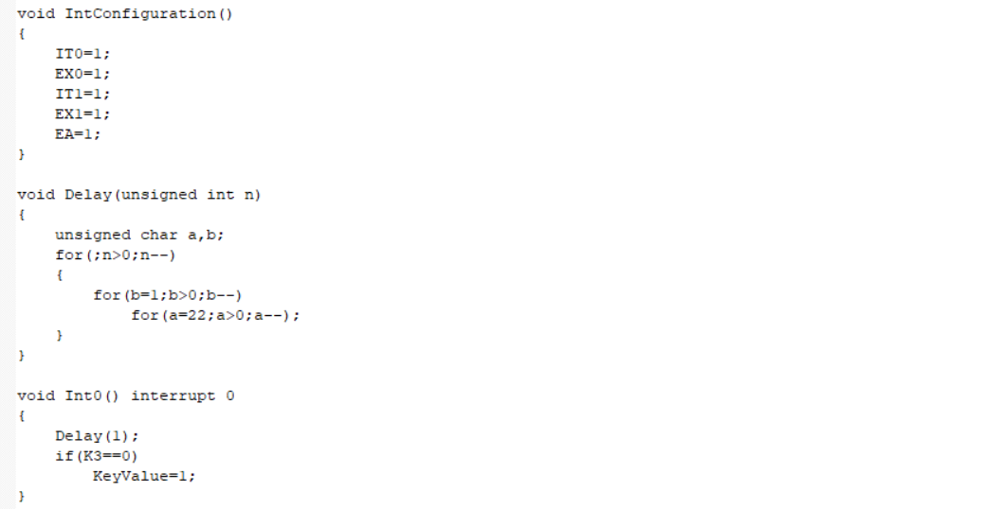 void IntConfiguration()
{
    IT0=1;
    EX0=1;
    IT1=1;
    EX1=1;
    EA=1;
}

void Delay(unsigned int n)
{
    unsigned char a,b;
    for(;n>0;n--)
    {
        for(b=1;b>0;b--)
            for(a=22;a>0;a--);
    }
}

void Int0() interrupt 0
{
    Delay(1);
    if(K3==0)
        KeyValue=1;
}